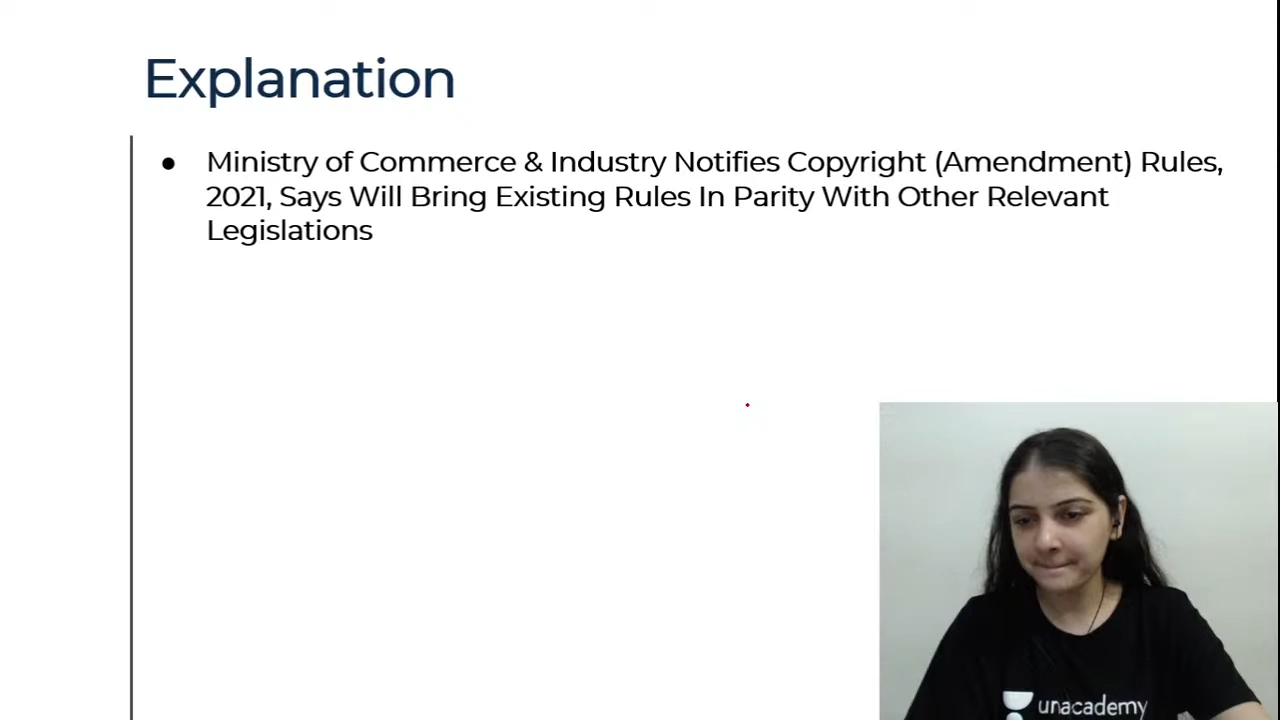 Explanation
● Ministry of Commerce & Industry Notifies Copyright (Amendment) Rules,
2021, Says Will Bring Existing Rules In Parity With Other Relevant
Legislations
unacademy